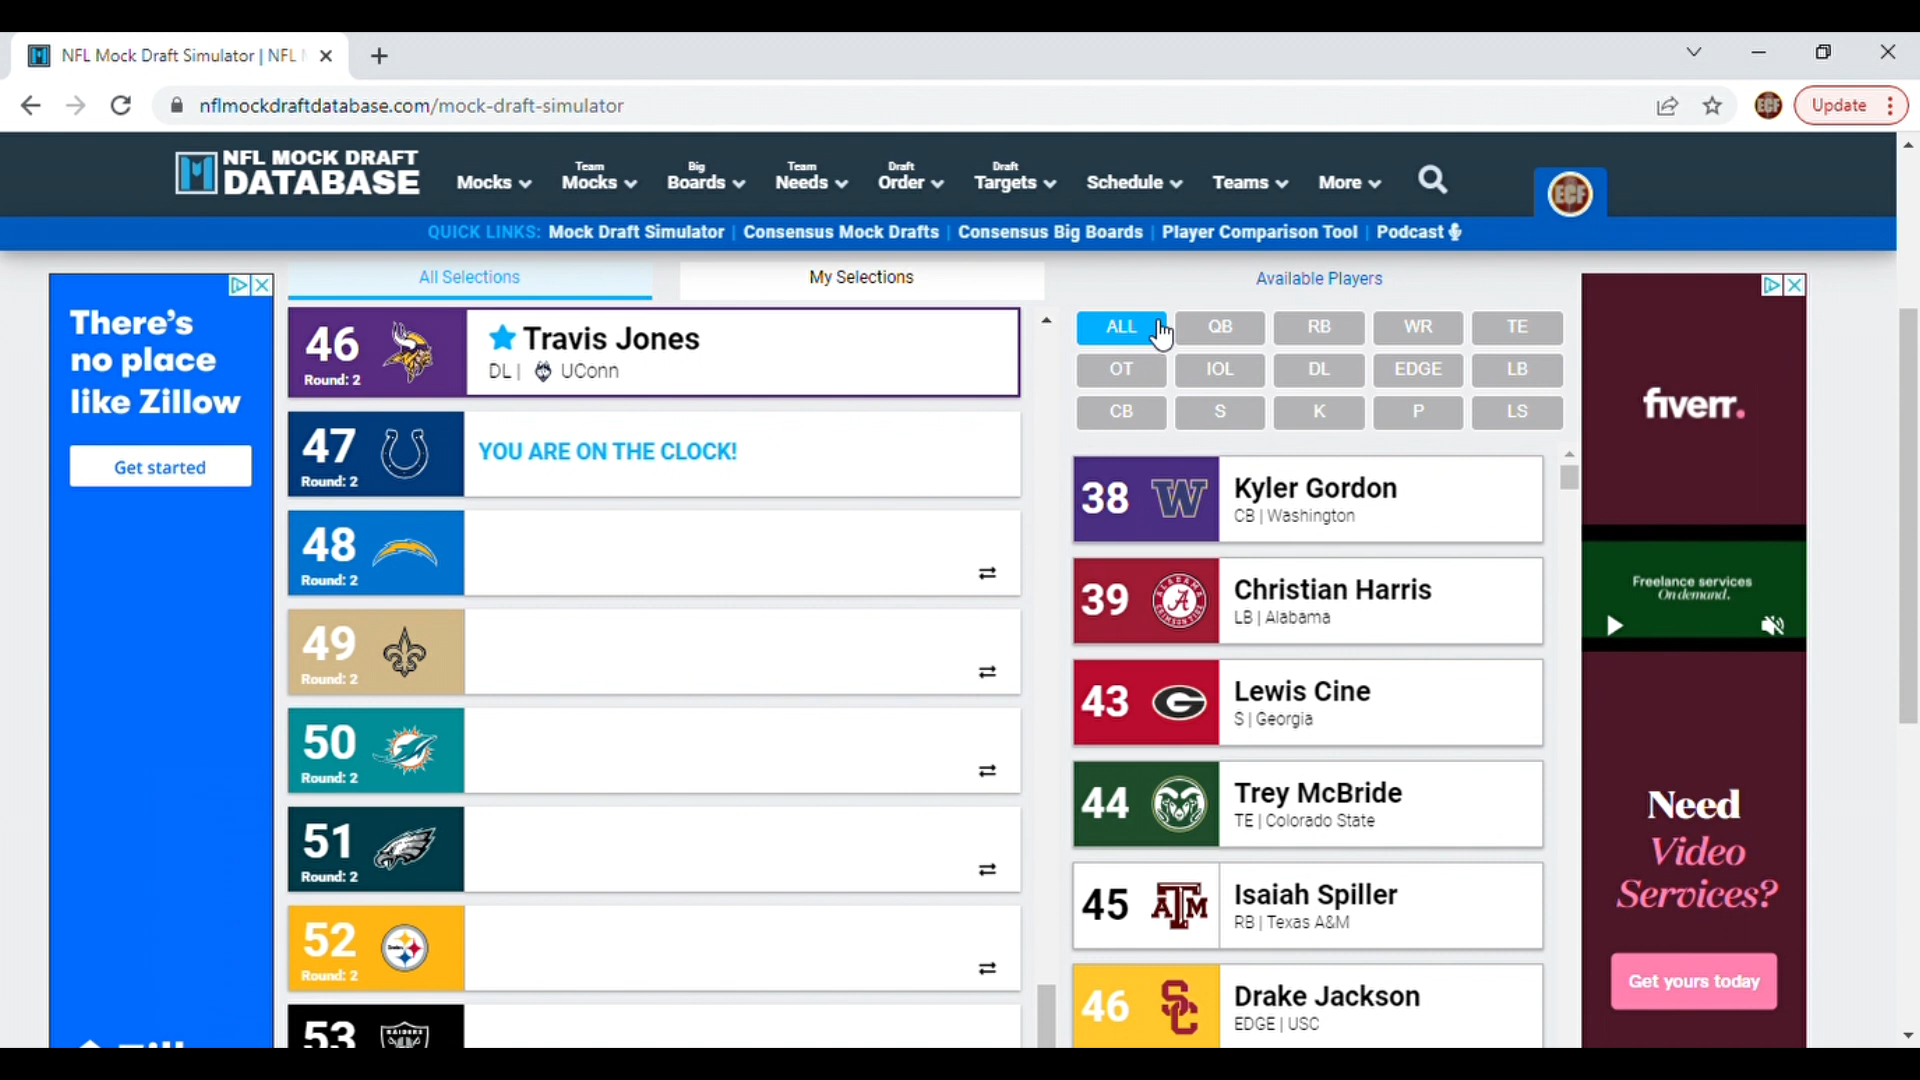 NFL Mock Draft Simulator | NFL
nflmockdraftdatabase.com/mock-draft-simulator
ECF
Update
NFL MOCK DRAFT
DATABASE
Mocks
Team
Mocks
Big
Boards
Team
Needs
Draft
Order
Draft
Targets
Schedule
Teams
More
ECF
QUICK LINKS: Mock Draft Simulator | Consensus Mock Drafts | Consensus Big Boards | Player Comparison Tool | Podcast
There's
no place
like Zillow
Get started
All Selections
My Selections
46
Round: 2
Travis Jones
DL | UConn
47
Round: 2
YOU ARE ON THE CLOCK!
48
Round: 2
49
Round: 2
50
Round: 2
51
Round: 2
52
Round: 2
Steelers
53
RAIDERS
Available Players
ALL QB RB WR TE
OT IOL DL EDGE LB
CB S K P LS
38
W
Kyler Gordon
CB | Washington
39
ALABAMA
A
Christian Harris
LB | Alabama
43
G
Lewis Cine
S | Georgia
44
Trey McBride
TE | Colorado State
45
ATM
Isaiah Spiller
RB | Texas A&M
46
SC
Drake Jackson
EDGE | USC
fiverr.
Freelance services
On demand.
Need
Video
Services?
Get yours today